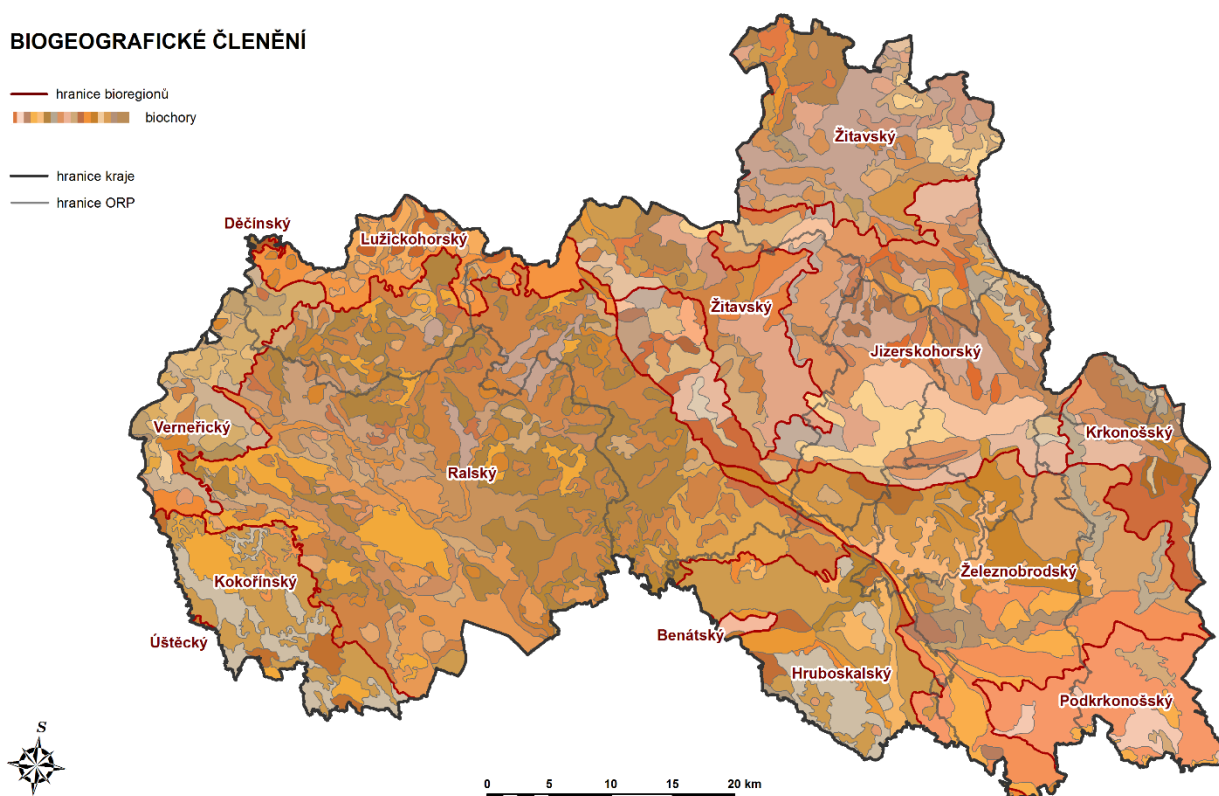 BIOGEOGRAFICKÉ ČLENĚNÍ
hranice bioregionů
biochory
hranice kraje
hranice ORP
Žitavský
Děčínský
Lužickohorský
Žitavský
Jizerskohorský
Verneřický
Krkonošský
Ralský
Kokořínský
Železnobrodský
Úštěcký
Benátský
Hruboskalský
Podkrkonošský
S
0 5 10 15 20 km